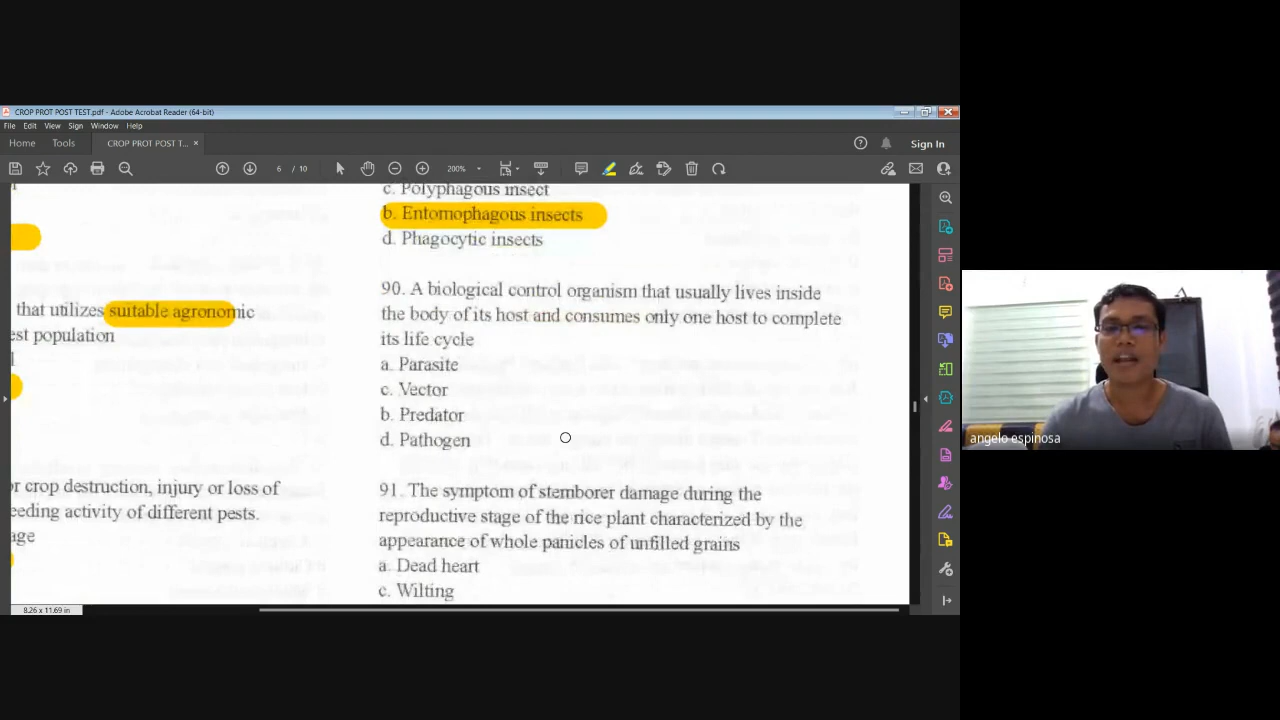 CROP PROT POST TEST.pdf - Adobe Acrobat Reader (64-bit)
File Edit View Sign Window Help
Home Tools CROP PROT POST T... × Sign In
6 / 10 200%
that utilizes suitable agronomic
est population
or crop destruction, injury or loss of
eeding activity of different pests.
age
c. Polyphagous insect
b. Entomophagous insects
d. Phagocytic insects
90. A biological control organism that usually lives inside
the body of its host and consumes only one host to complete
its life cycle
a. Parasite
c. Vector
b. Predator
d. Pathogen
91. The symptom of stemborer damage during the
reproductive stage of the rice plant characterized by the
appearance of whole panicles of unfilled grains
a. Dead heart
c. Wilting
8.26 x 11.69 in
angelo espinosa